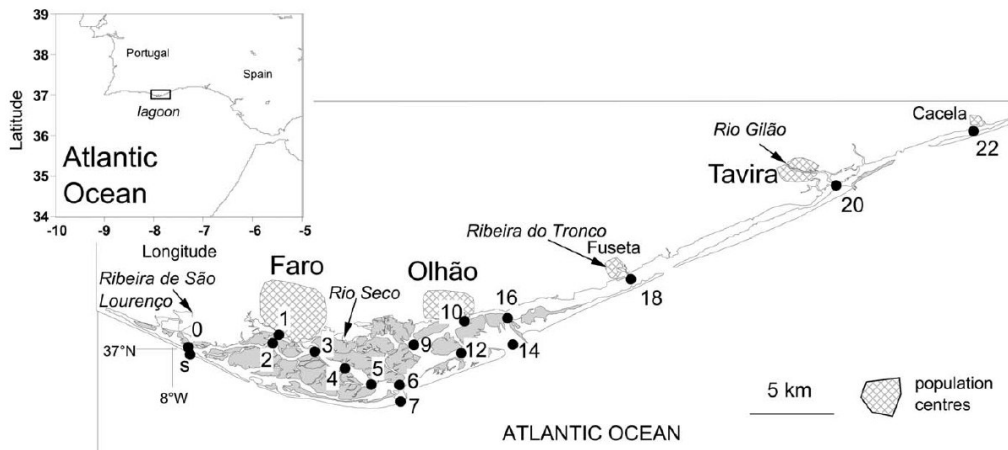 39
38
37
36
35
34
Latitude
Portugal
Spain
lagoon
Atlantic
Ocean
-10
-9
-8
-7
-6
-5
Longitude
Ribeira de São
Lourenço
0
s
37°N
8°W
Faro
1
2
3
Rio Seco
4
5
6
7
Olhão
9
10
12
16
14
Ribeira do Tronco
Fuseta
18
Rio Gilão
Tavira
20
Cacela
22
5 km
population
centres
ATLANTIC OCEAN